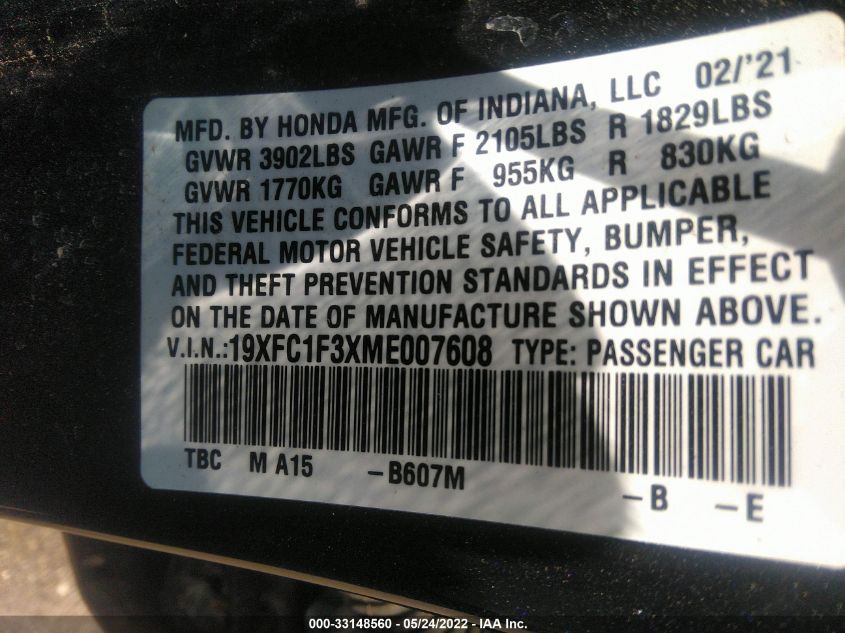 MFD. BY HONDA MFG. OF INDIANA, LLC 02/'21
GVWR 3902LBS GAWR F 2105LBS R 1829LBS
GVWR 1770KG GAWR F 955KG R 830KG
THIS VEHICLE CONFORMS TO ALL APPLICABLE
FEDERAL MOTOR VEHICLE SAFETY, BUMPER,
AND THEFT PREVENTION STANDARDS IN EFFECT
ON THE DATE OF MANUFACTURE SHOWN ABOVE.
V.I.N.:19XFC1F3XME007608 TYPE: PASSENGER CAR
TBC M A15 -B607M -B -E
000-33148560 - 05/24/2022 - IAA Inc.